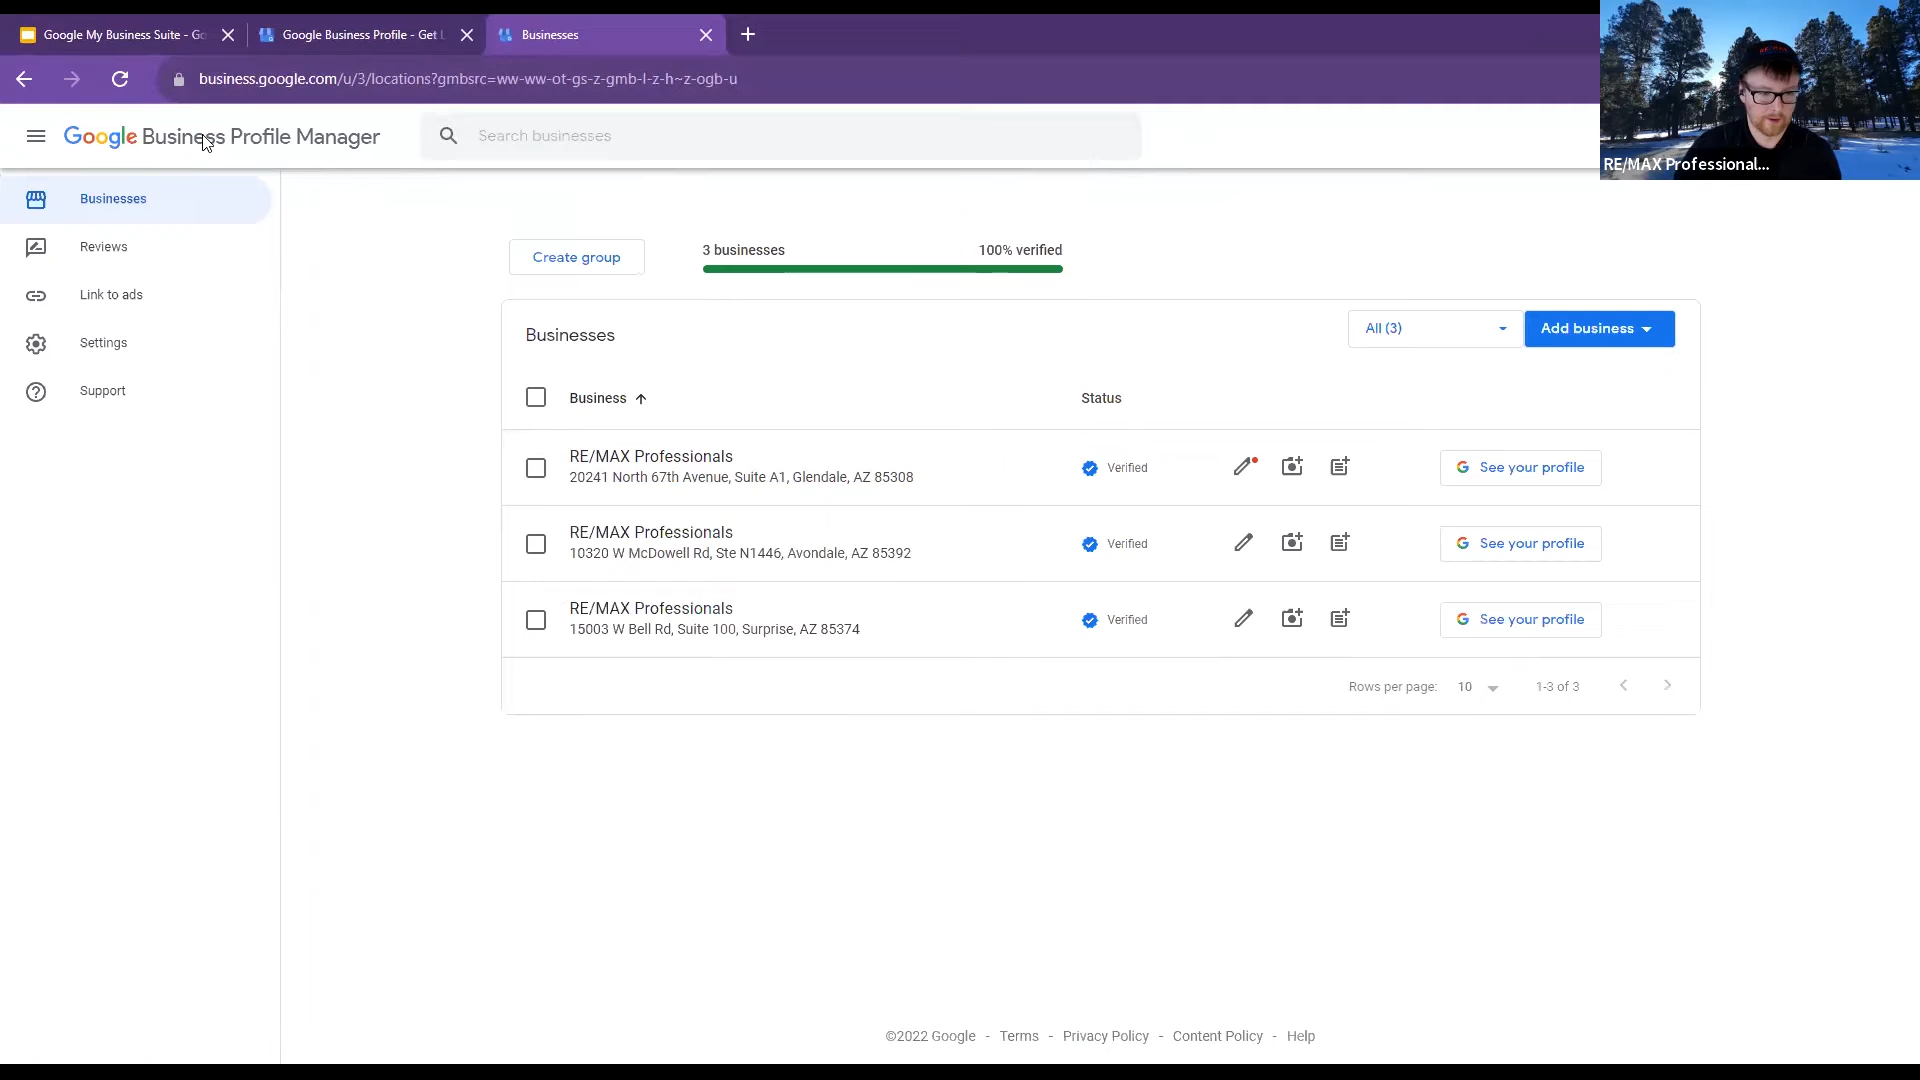 Google My Business Suite - Go
Google Business Profile - Get
Businesses
business.google.com/u/3/locations?gmbsrc=ww-ww-ot-gs-z-gmb-l-z-h~z-ogb-u
RE/MAX Professional...
Google Business Profile Manager
Search businesses
Businesses
Reviews
Link to ads
Settings
Support
Create group
3 businesses
100% verified
Businesses
All (3)
Add business
Business
Status
RE/MAX Professionals
20241 North 67th Avenue, Suite A1, Glendale, AZ 85308
Verified
See your profile
RE/MAX Professionals
10320 W McDowell Rd, Ste N1446, Avondale, AZ 85392
Verified
See your profile
RE/MAX Professionals
15003 W Bell Rd, Suite 100, Surprise, AZ 85374
Verified
See your profile
Rows per page: 10
1-3 of 3
©2022 Google - Terms - Privacy Policy - Content Policy - Help